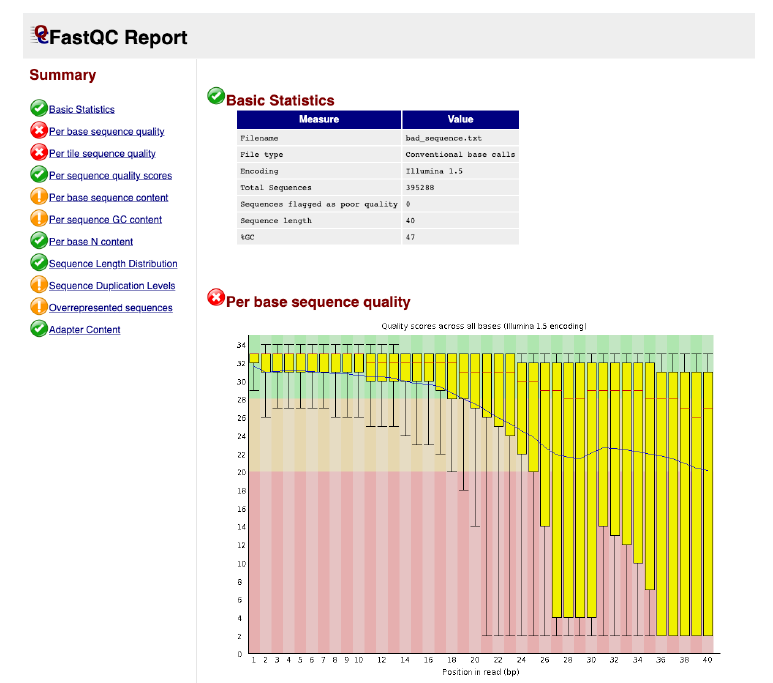 FastQC Report
Summary
Basic Statistics
Per base sequence quality
Per tile sequence quality
Per sequence quality scores
Per base sequence content
Per sequence GC content
Per base N content
Sequence Length Distribution
Sequence Duplication Levels
Overrepresented sequences
Adapter Content
Basic Statistics
Measure Value
Filename bad_sequence.txt
File type Conventional base calls
Encoding Illumina 1.5
Total Sequences 395288
Sequences flagged as poor quality 0
Sequence length 40
%GC 47
Per base sequence quality
Quality scores across all bases (Illumina 1.5 encoding)
34
32
30
28
26
24
22
20
18
16
14
12
10
8
6
4
2
0
1 2 3 4 5 6 7 8 9 10 12 14 16 18 20 22 24 26 28 30 32 34 36 38 40
Position in read (bp)